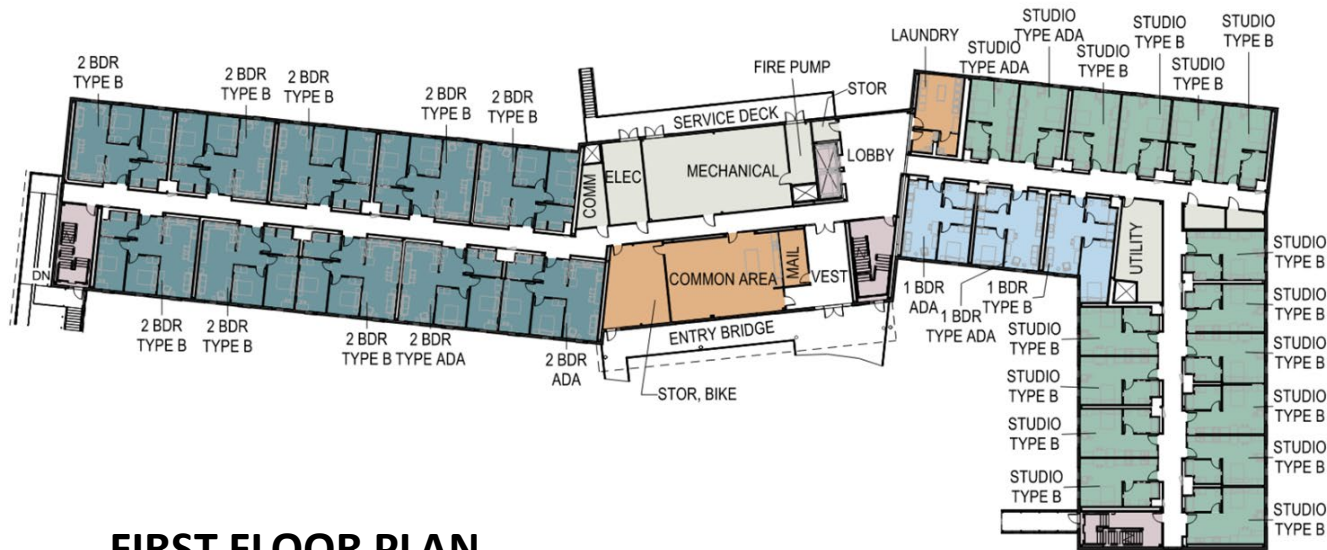 2 BDR
TYPE B
2 BDR
TYPE B
2 BDR
TYPE B
2 BDR
TYPE B
2 BDR
TYPE B
SERVICE DECK
FIRE PUMP
STOR
LOBBY
LAUNDRY
STUDIO
TYPE ADA
STUDIO
TYPE ADA
STUDIO
TYPE B
STUDIO
TYPE B
STUDIO
TYPE B
STUDIO
TYPE B
COMM
ELEC
MECHANICAL
DN
COMMON AREA
MAIL
VEST
ENTRY BRIDGE
STOR, BIKE
UTILITY
2 BDR
TYPE B
2 BDR
TYPE B
2 BDR
TYPE B
2 BDR
TYPE ADA
2 BDR
ADA
1 BDR
ADA
1 BDR
TYPE ADA
1 BDR
TYPE B
STUDIO
TYPE B
STUDIO
TYPE B
STUDIO
TYPE B
STUDIO
TYPE B
STUDIO
TYPE B
STUDIO
TYPE B
STUDIO
TYPE B
STUDIO
TYPE B
STUDIO
TYPE B
STUDIO
TYPE B
FIRST FLOOR PLAN